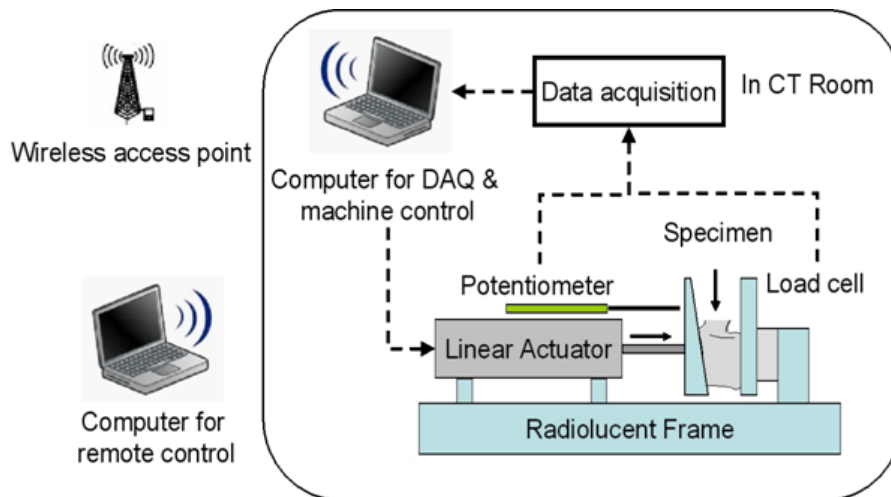 Wireless access point
Computer for DAQ &
machine control
Data acquisition
In CT Room
Specimen
Potentiometer
Load cell
Linear Actuator
Computer for
remote control
Radiolucent Frame